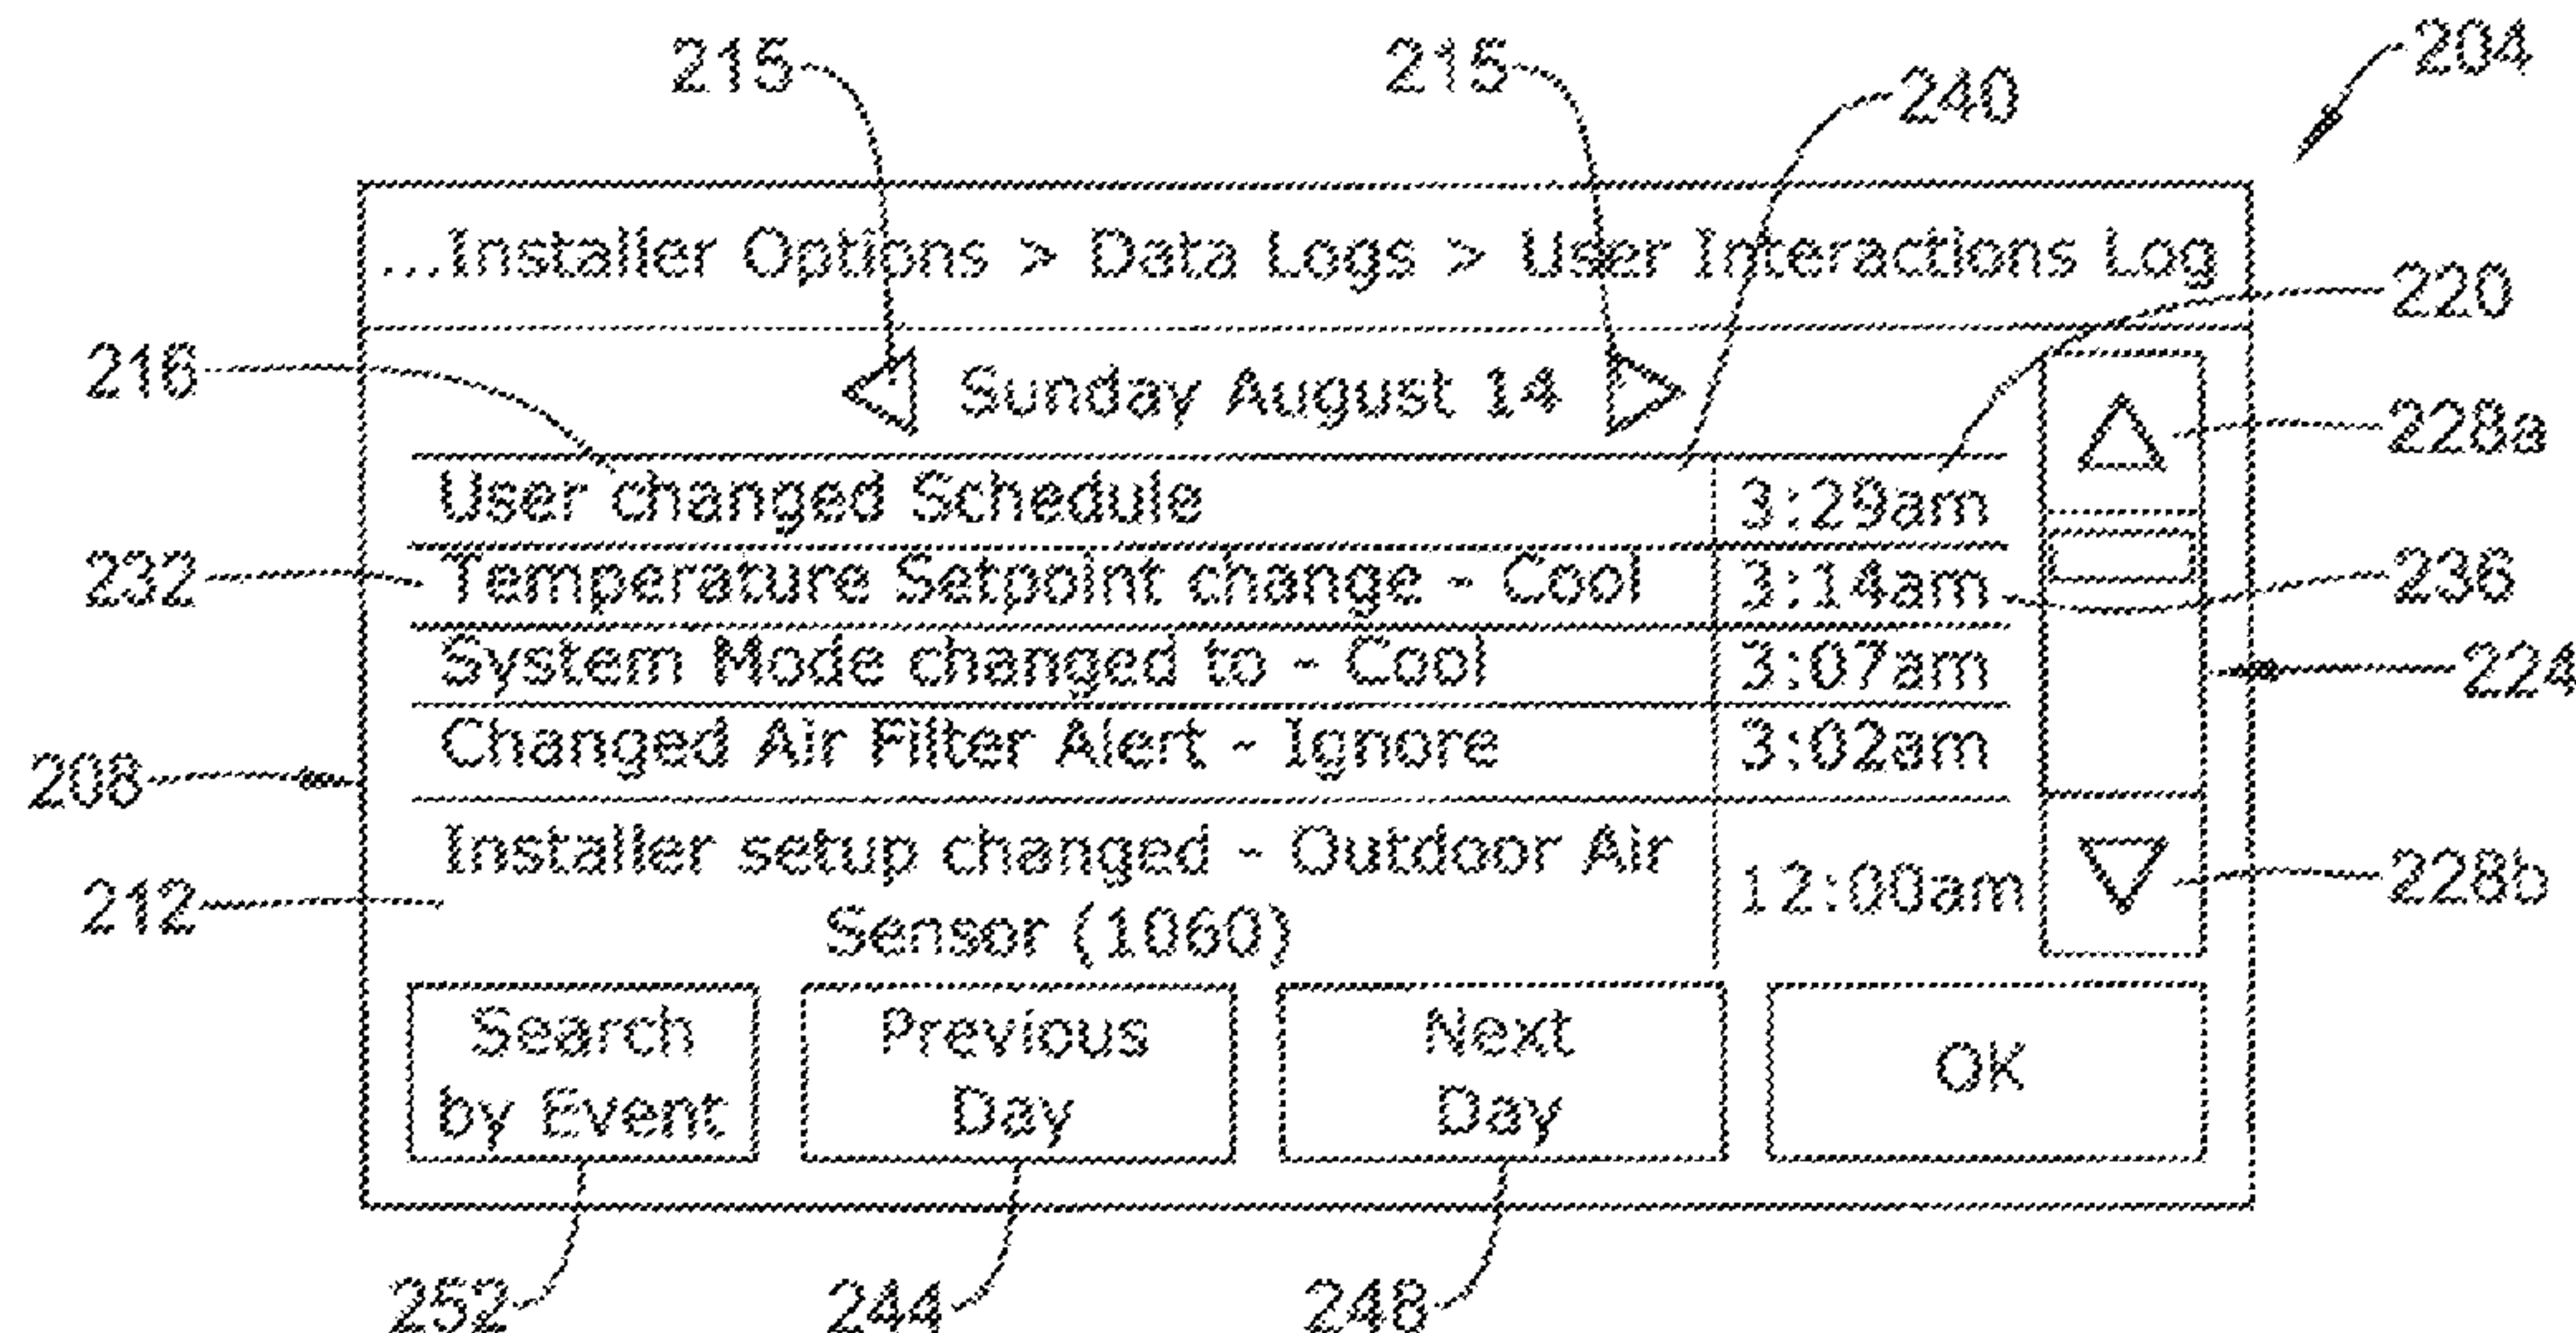 204
215
215
240
...Installer Options > Data Logs > User Interactions Log
220
216
Sunday August 14
228a
User changed Schedule 3:29am
232
Temperature Setpoint change - Cool 3:14am
236
System Mode changed to - Cool 3:07am
224
Changed Air Filter Alert - Ignore 3:02am
208
Installer setup changed - Outdoor Air
Sensor (1060)
12:00am
228b
212
Search
by Event
Previous
Day
Next
Day
OK
252
244
248